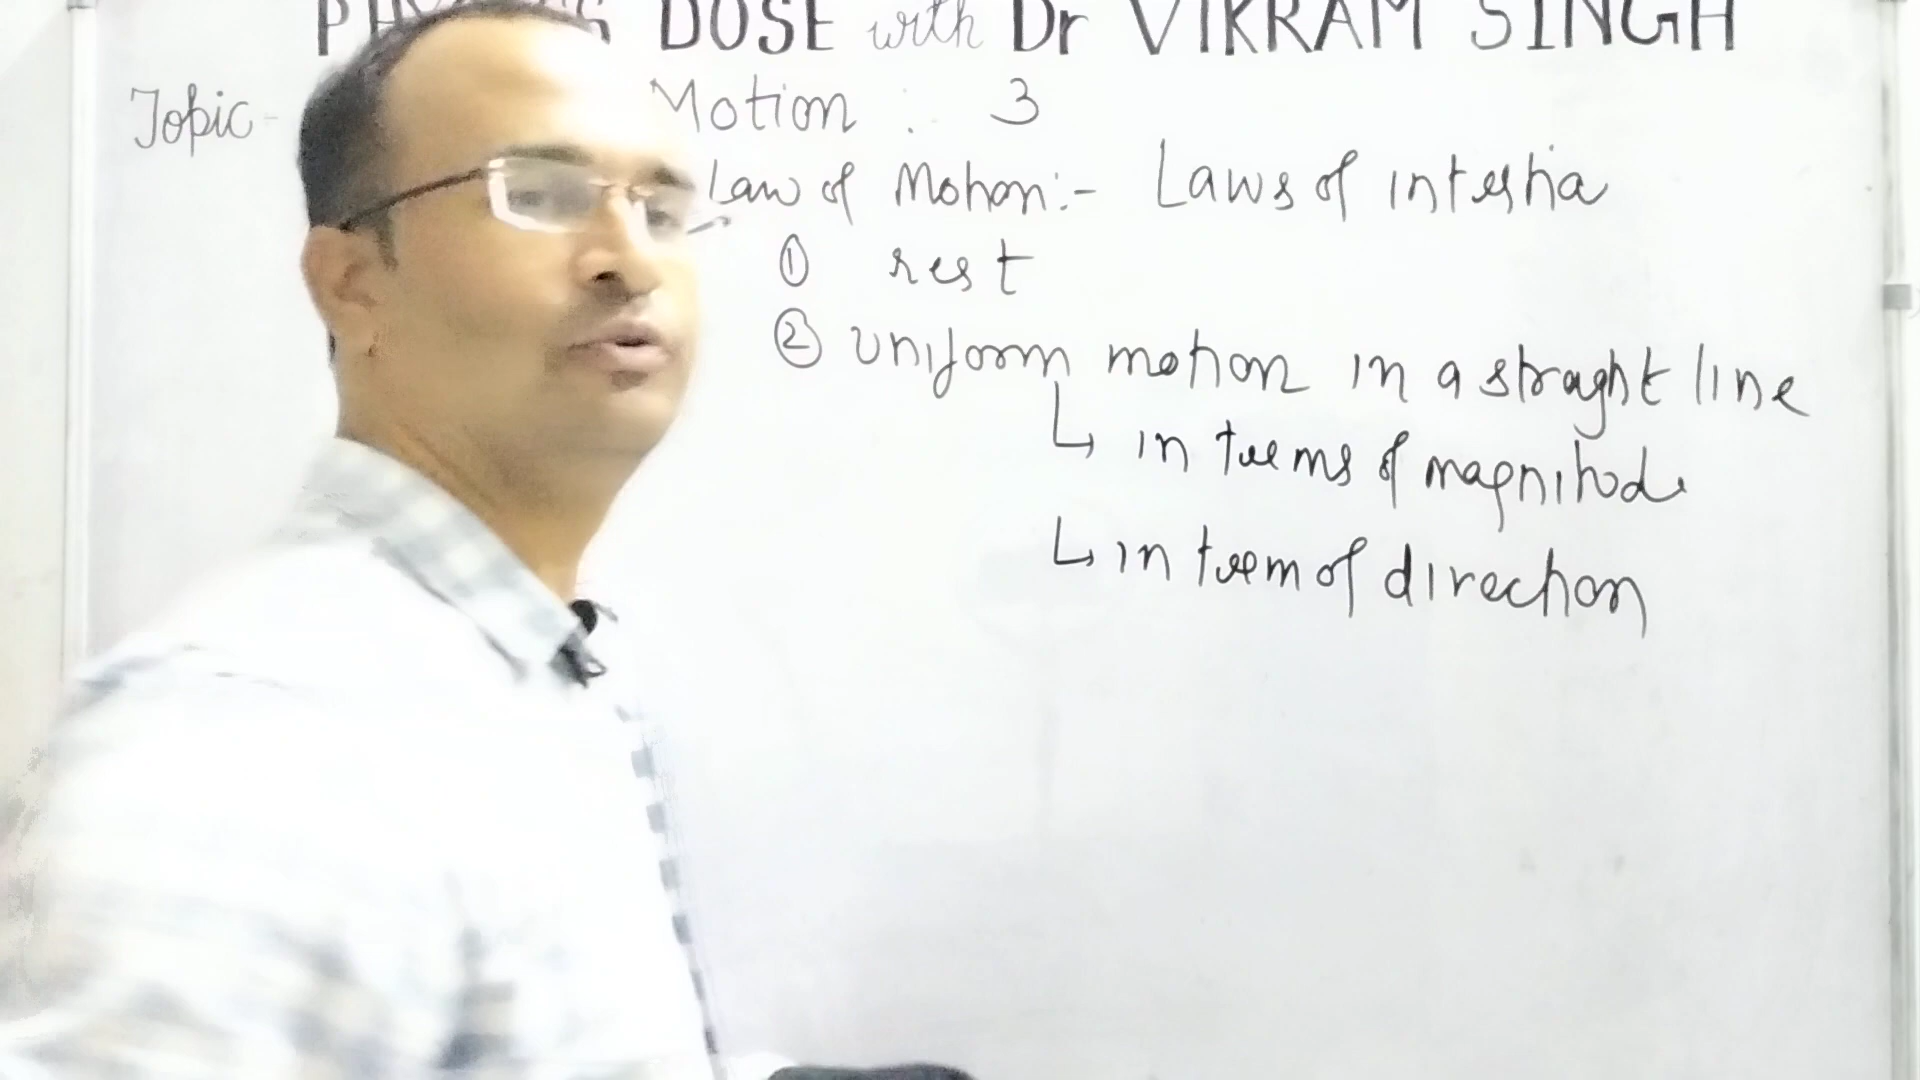 DOSE with Dr VIKRAM SINGH
Topic- Motion : 3
Law of Motion:- Laws of intertia
① rest
② uniform motion in a straght line
↳ in terms of magnitude
↳ in term of direction